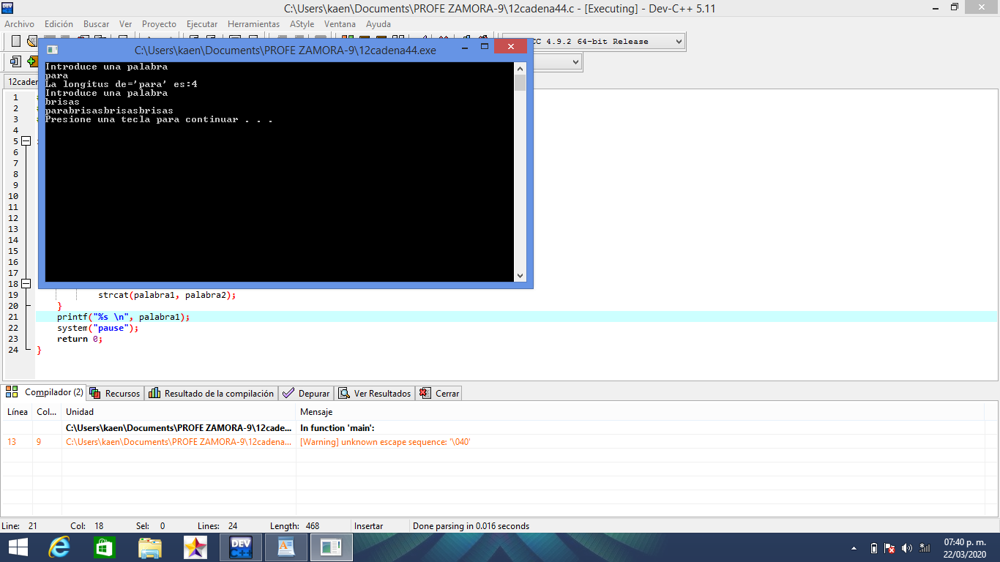 C:\Users\kaen\Documents\PROFE ZAMORA-9\12cadena44.c - [Executing] - Dev-C++ 5.11
Archivo Edición Buscar Ver Proyecto Ejecutar Herramientas AStyle Ventana Ayuda
CC 4.9.2 64-bit Release
C:\Users\kaen\Documents\PROFE ZAMORA-9\12cadena44.exe
Introduce una palabra
para
La longitus de='para' es:4
Introduce una palabra
brisas
parabrisasbrisasbrisas
Presione una tecla para continuar . . .
12cader
1 #
2 #
3 #
4
5
6
7
8
9
10
11
12
13
14
15
16
17
18
19 strcat(palabra1, palabra2);
20 }
21 printf("%s \n", palabra1);
22 system("pause");
23 return 0;
24 }
Compilador (2) Recursos Resultado de la compilación Depurar Ver Resultados Cerrar
Línea Col... Unidad Mensaje
C:\Users\kaen\Documents\PROFE ZAMORA-9\12cade... In function 'main':
13 9 C:\Users\kaen\Documents\PROFE ZAMORA-9\12cadena... [Warning] unknown escape sequence: '\040'
Line: 21 Col: 18 Sel: 0 Lines: 24 Length: 468 Insertar Done parsing in 0.016 seconds
DEV C++
07:40 p. m.
22/03/2020